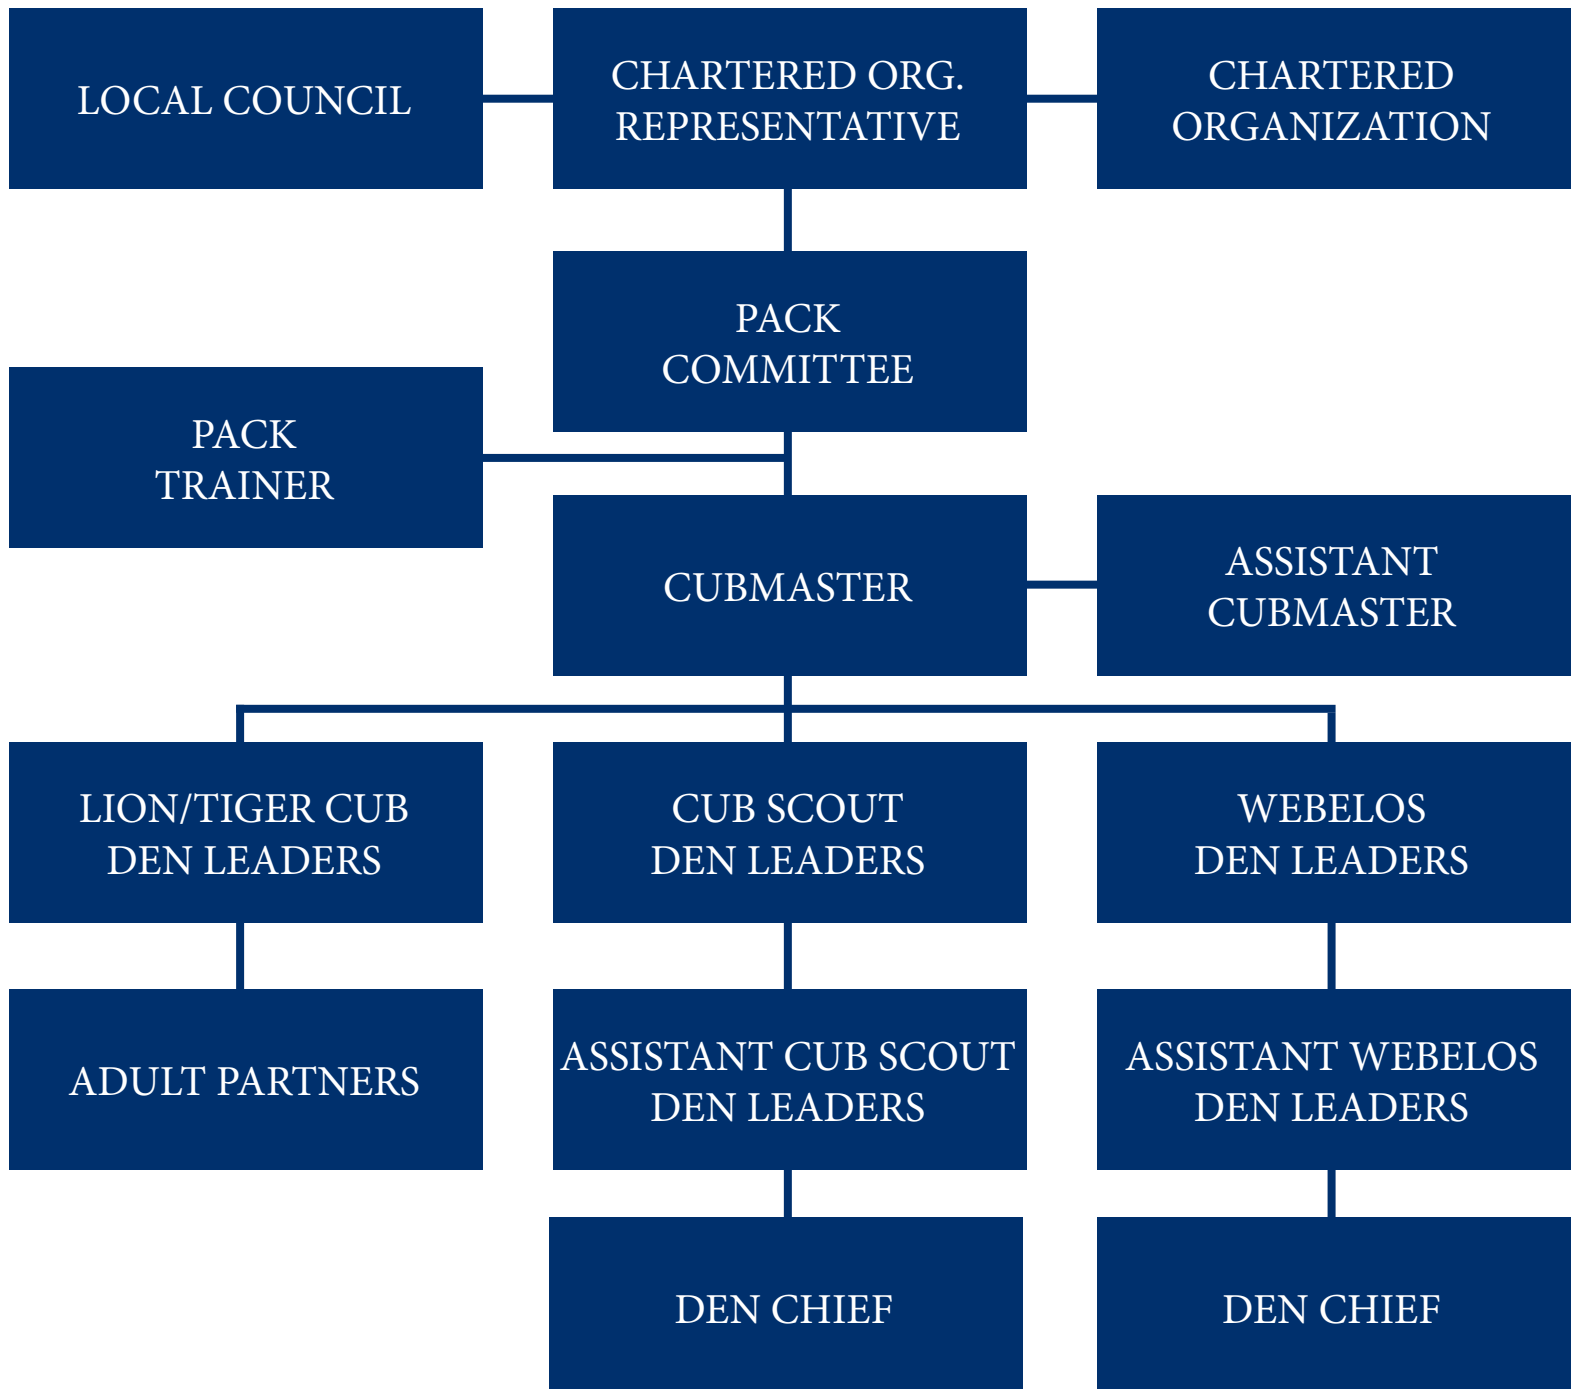 LOCAL COUNCIL
CHARTERED ORG.
REPRESENTATIVE
CHARTERED
ORGANIZATION
PACK
COMMITTEE
PACK
TRAINER
CUBMASTER
ASSISTANT
CUBMASTER
LION/TIGER CUB
DEN LEADERS
CUB SCOUT
DEN LEADERS
WEBELOS
DEN LEADERS
ADULT PARTNERS
ASSISTANT CUB SCOUT
DEN LEADERS
ASSISTANT WEBELOS
DEN LEADERS
DEN CHIEF
DEN CHIEF